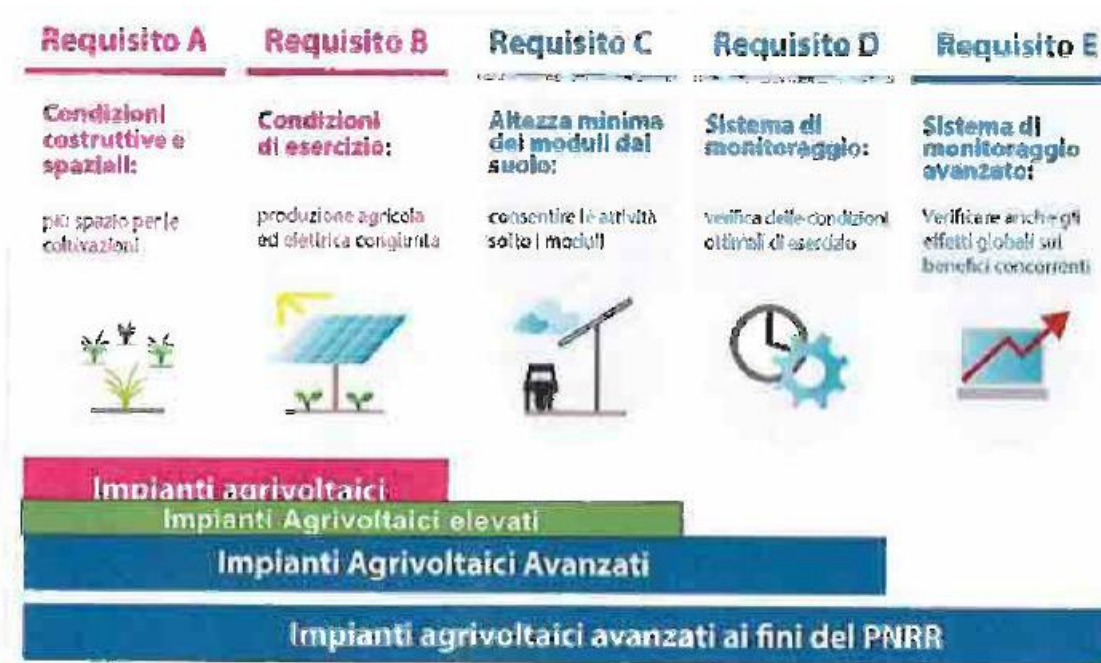 Requisito A
Condizioni
costruttive e
spaziali:
più spazio per le
coltivazioni
Requisito B
Condizioni
di esercizio:
produzione agricola
ed elettrica congiunta
Requisito C
Altezza minima
dei moduli dal
suolo:
consentire le attività
sotto i moduli
Requisito D
Sistema di
monitoraggio:
verifica delle condizioni
ottimali di esercizio
Requisito E
Sistema di
monitoraggio
avanzato:
Verificare anche gli
effetti globali sui
benefici concorrenti
Impianti agrivoltaici
Impianti Agrivoltaici elevati
Impianti Agrivoltaici Avanzati
Impianti agrivoltaici avanzati ai fini del PNRR